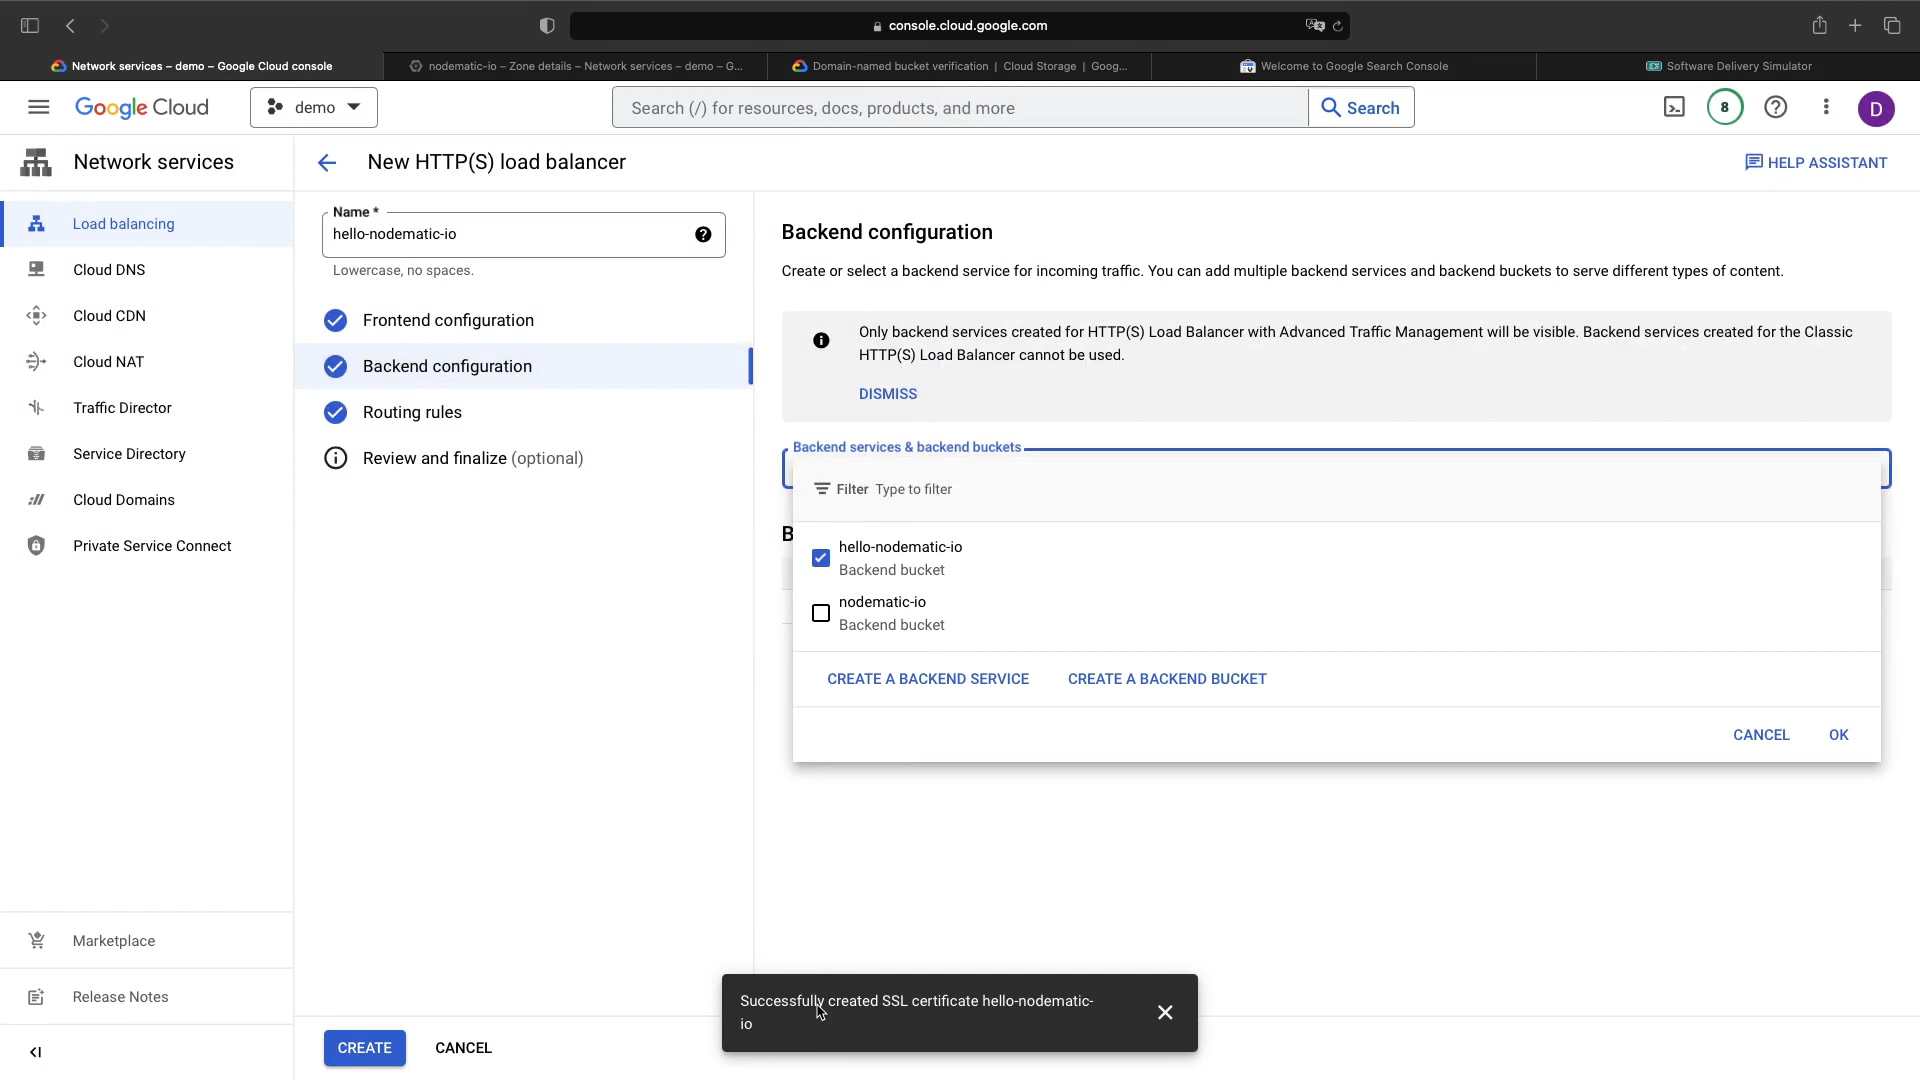 console.cloud.google.com
Network services – demo – Google Cloud console
nodematic-io – Zone details – Network services – demo – G...
Domain-named bucket verification | Cloud Storage | Goog...
Welcome to Google Search Console
Software Delivery Simulator
Google Cloud
demo
Search (/) for resources, docs, products, and more
Search
8
D
Network services
New HTTP(S) load balancer
HELP ASSISTANT
Load balancing
Cloud DNS
Cloud CDN
Cloud NAT
Traffic Director
Service Directory
Cloud Domains
Private Service Connect
Marketplace
Release Notes
Name *
hello-nodematic-io
Lowercase, no spaces.
Frontend configuration
Backend configuration
Routing rules
Review and finalize (optional)
Backend configuration
Create or select a backend service for incoming traffic. You can add multiple backend services and backend buckets to serve different types of content.
Only backend services created for HTTP(S) Load Balancer with Advanced Traffic Management will be visible. Backend services created for the Classic
HTTP(S) Load Balancer cannot be used.
DISMISS
Backend services & backend buckets
Filter Type to filter
B
hello-nodematic-io
Backend bucket
nodematic-io
Backend bucket
CREATE A BACKEND SERVICE
CREATE A BACKEND BUCKET
CANCEL
OK
Successfully created SSL certificate hello-nodematic-
io
CREATE
CANCEL